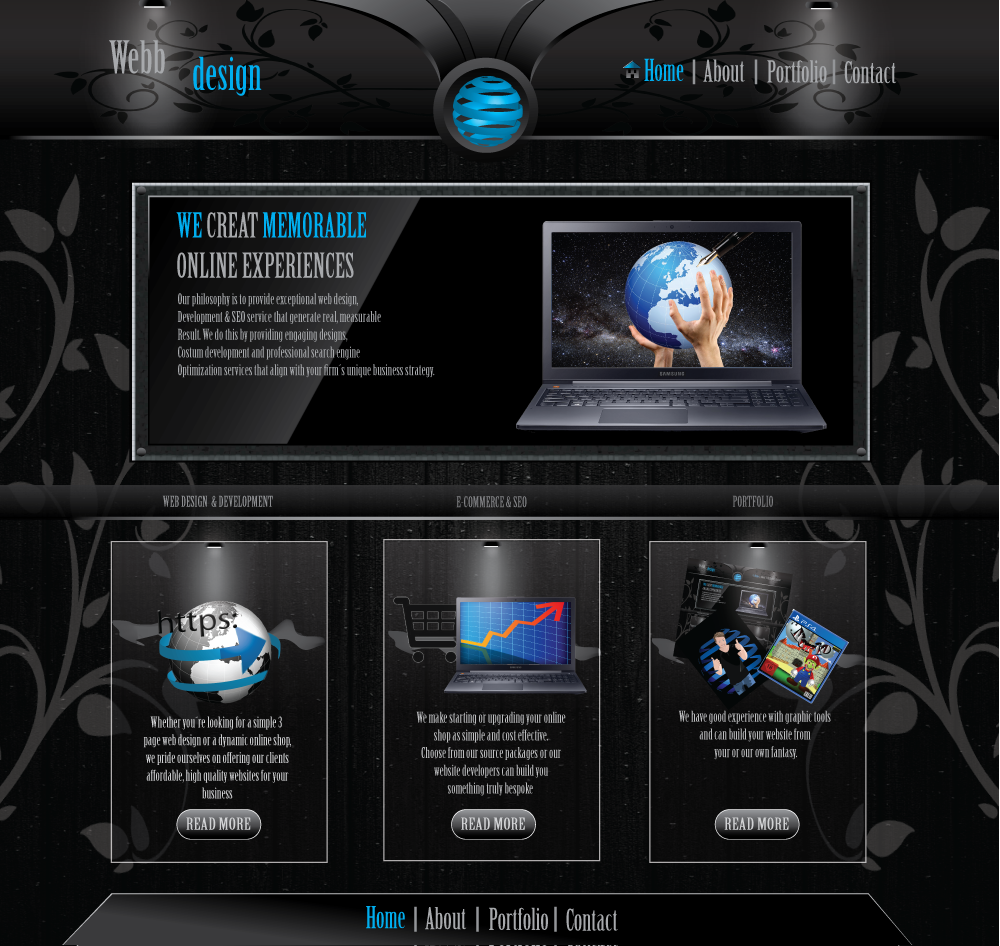 Webb
design
Home | About | Portfolio | Contact
WE CREAT MEMORABLE
ONLINE EXPERIENCES
Our philosophy is to provide exceptional web design,
Development & SEO service that generate real, measurable
Result. We do this by providing engaging designs,
Costum development and professional search engine
Optimization services that align with your firm´s unique business strategy.
SAMSUNG
WEB DESIGN & DEVELOPMENT
E-COMMERCE & SEO
PORTFOLIO
https:
Whether you´re looking for a simple 3
page web design or a dynamic online shop,
we pride ourselves on offering our clients
affordable, high quality websites for your
business
READ MORE
We make starting or upgrading your online
shop as simple and cost effective.
Choose from our source packages or our
website developers can build you
something truly bespoke
READ MORE
PS4
We have good experience with graphic tools
and can build your website from
your or our own fantasy.
READ MORE
Home | About | Portfolio | Contact